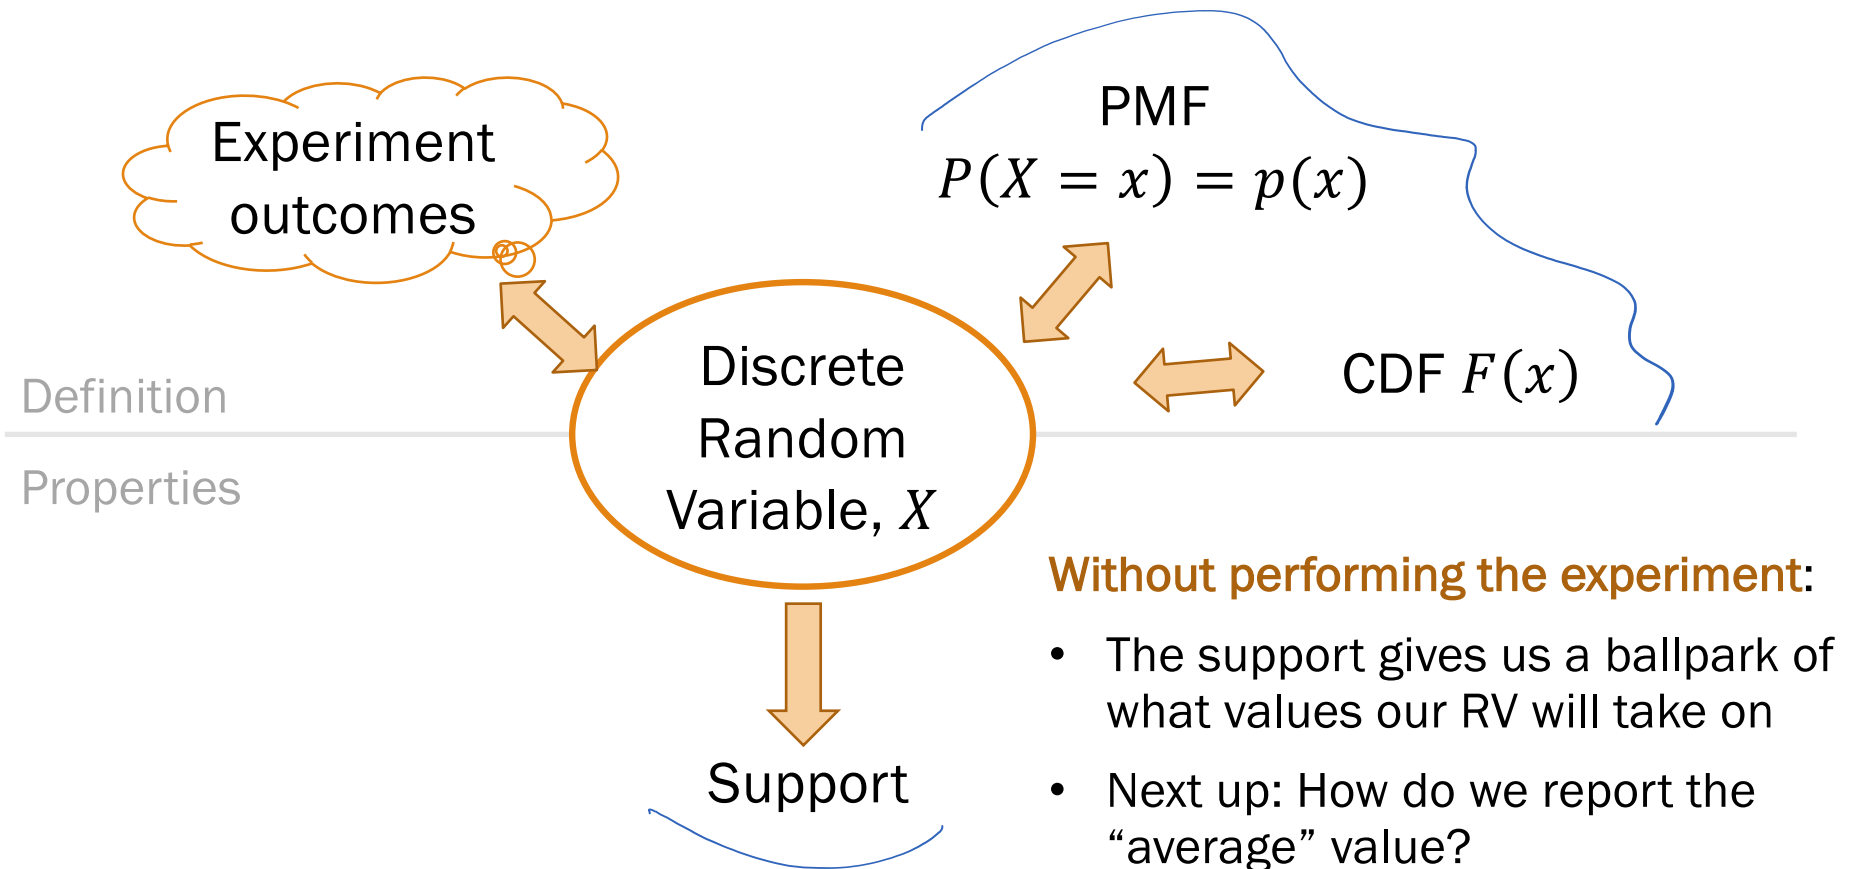 Experiment
outcomes
PMF
P(X = x) = p(x)
CDF F(x)
Definition
Properties
Discrete
Random
Variable, X
Support
Without performing the experiment:
• The support gives us a ballpark of
what values our RV will take on
• Next up: How do we report the
“average” value?